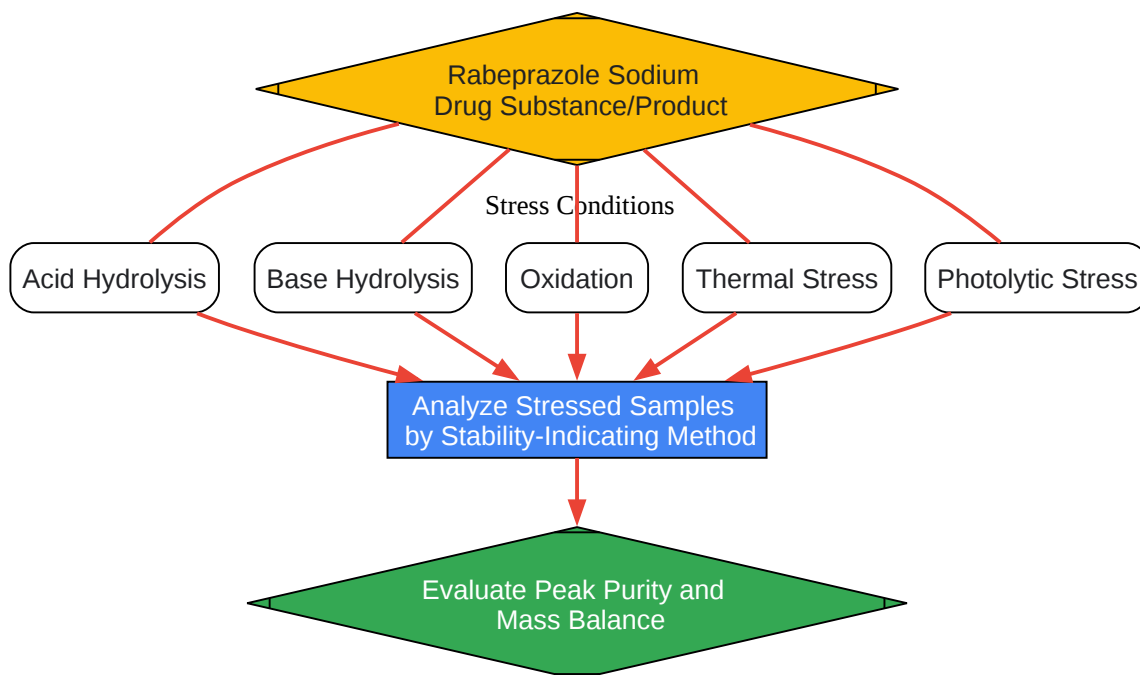 Rabeprazole Sodium
Drug Substance/Product
Stress Conditions
Acid Hydrolysis
Base Hydrolysis
Oxidation
Thermal Stress
Photolytic Stress
Analyze Stressed Samples
by Stability-Indicating Method
Evaluate Peak Purity and
Mass Balance